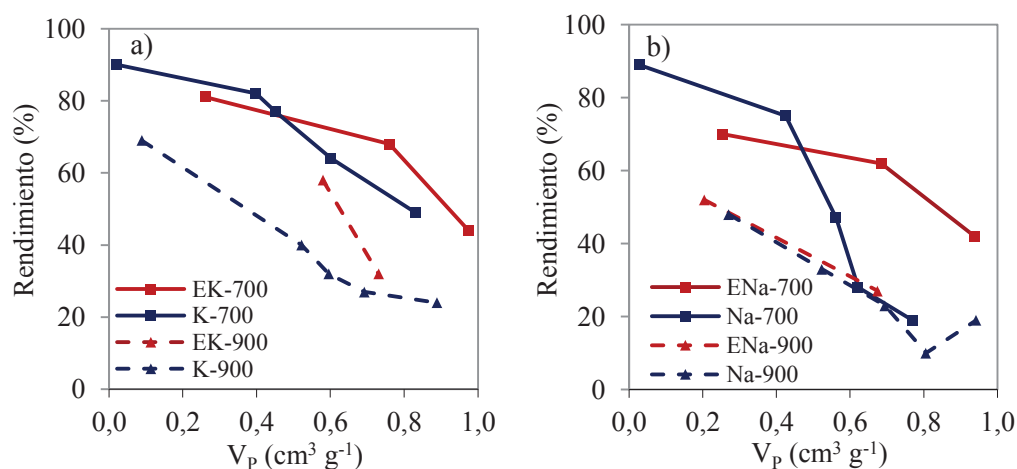 a)
Rendimiento (%)
100
80
60
40
20
0
EK-700
K-700
EK-900
K-900
0,0 0,2 0,4 0,6 0,8 1,0
V_P (cm³ g⁻¹)
b)
Rendimiento (%)
100
80
60
40
20
0
ENa-700
Na-700
ENa-900
Na-900
0,0 0,2 0,4 0,6 0,8 1,0
V_P (cm³ g⁻¹)